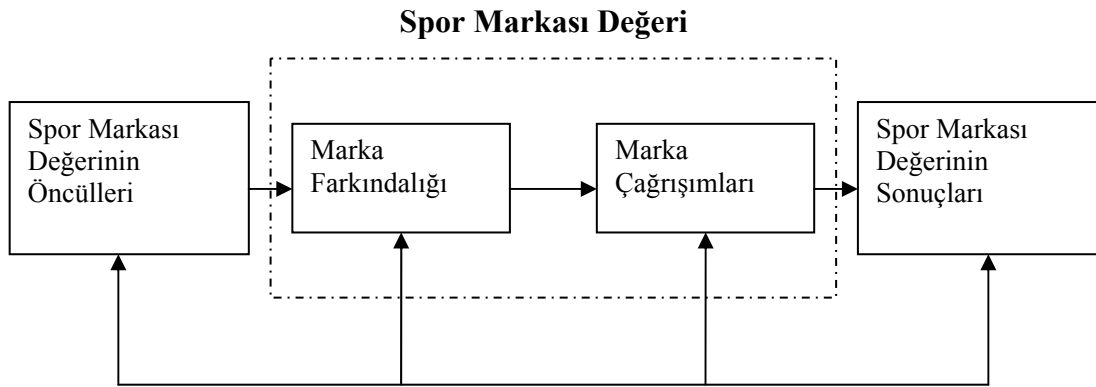 Spor Markası Değeri
Spor Markası
Değerinin
Öncülleri
Marka
Farkındalığı
Marka
Çağrışımları
Spor Markası
Değerinin
Sonuçları